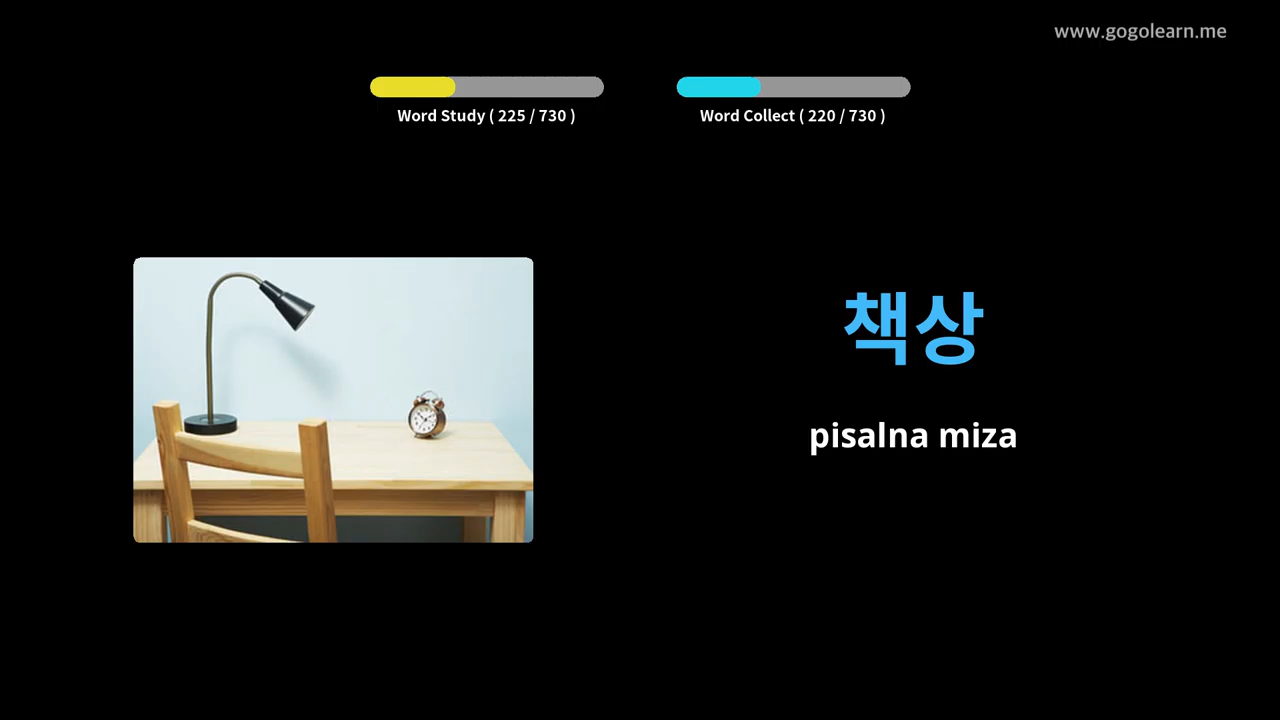 www.gogolearn.me
Word Study ( 225 / 730 )
Word Collect ( 220 / 730 )
책상
pisalna miza